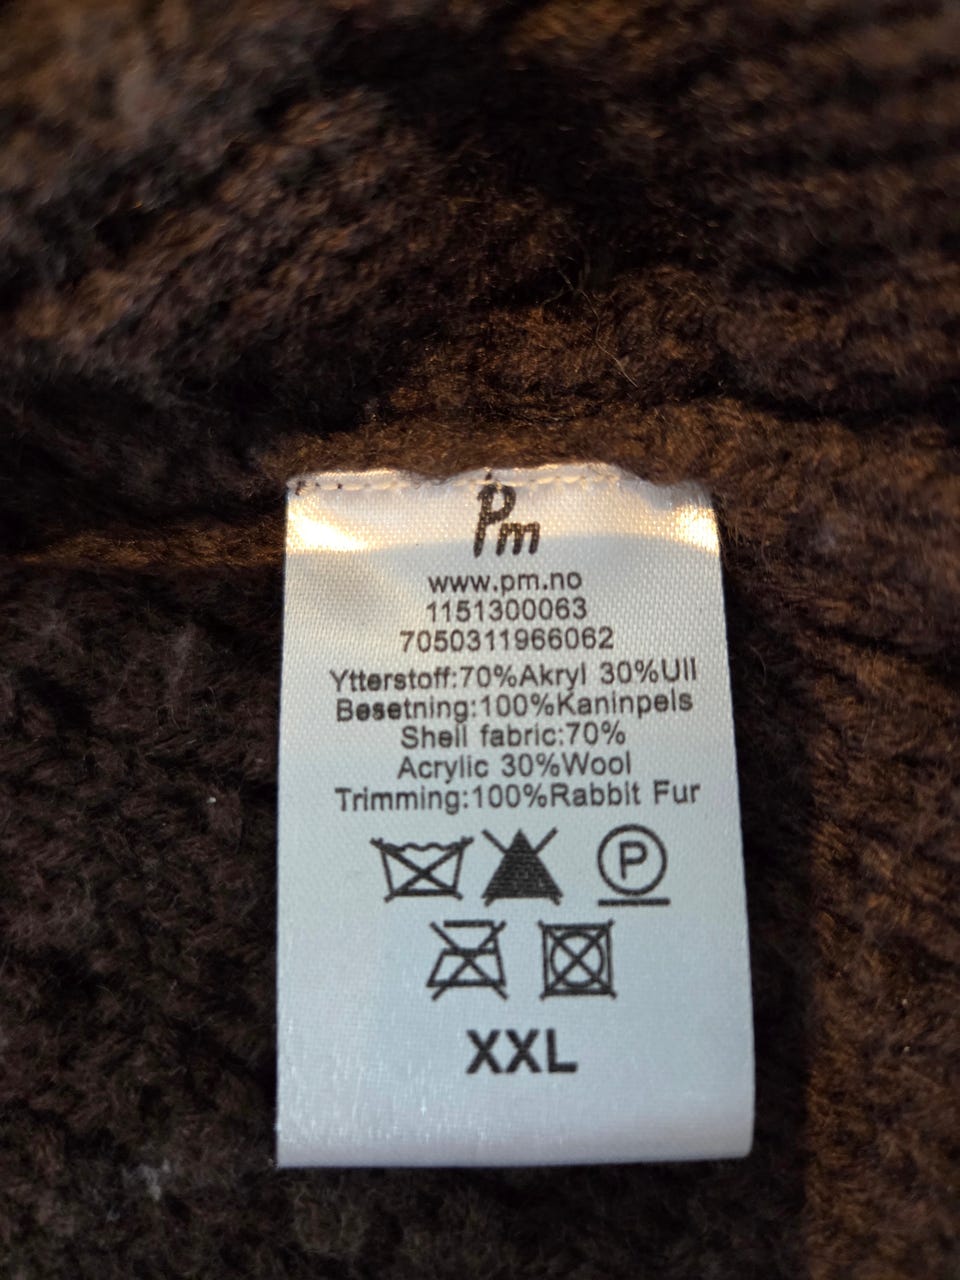 Pm
www.pm.no
1151300063
7050311966062
Ytterstoff:70%Akryl 30%Ull
Besetning:100%Kaninpels
Shell fabric:70%
Acrylic 30%Wool
Trimming:100%Rabbit Fur
P
XXL